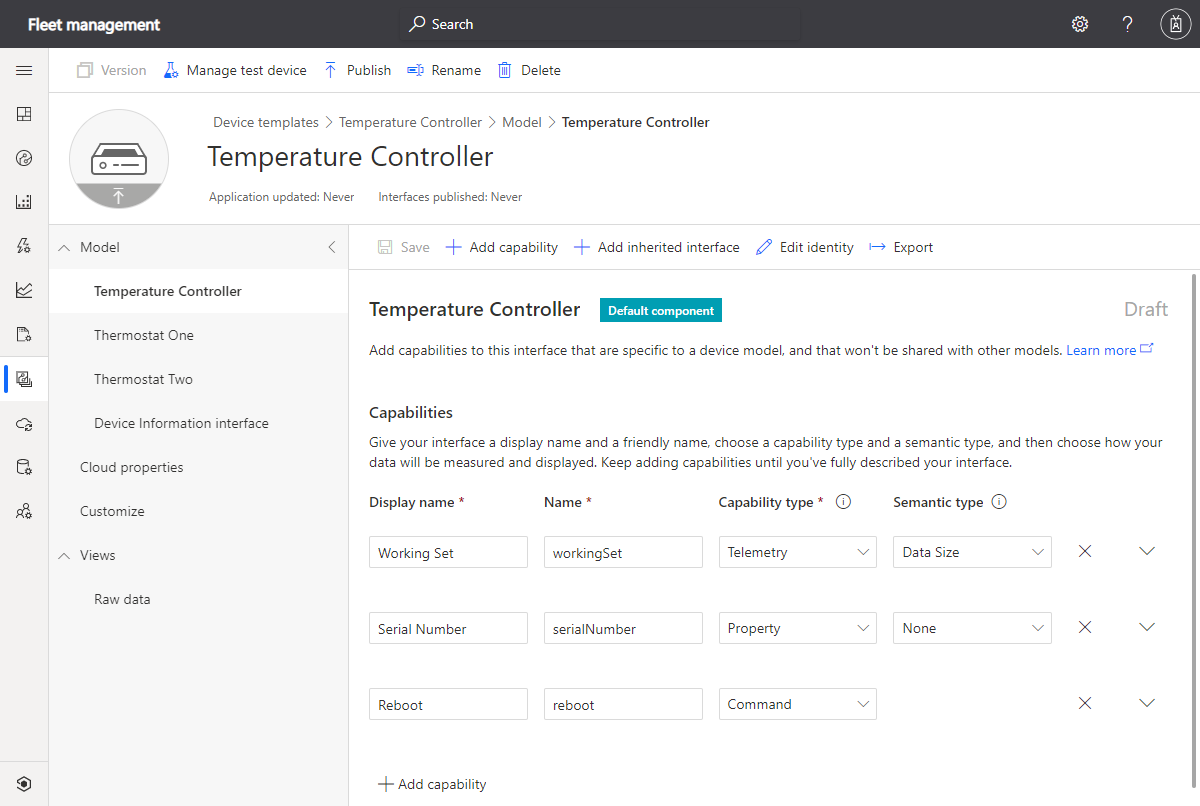 Fleet management
Search
?
Version
Manage test device
Publish
Rename
Delete
Device templates > Temperature Controller > Model > Temperature Controller
Temperature Controller
Application updated: Never
Interfaces published: Never
Model
Temperature Controller
Thermostat One
Thermostat Two
Device Information interface
Cloud properties
Customize
Views
Raw data
Save
Add capability
Add inherited interface
Edit identity
Export
Temperature Controller
Default component
Draft
Add capabilities to this interface that are specific to a device model, and that won't be shared with other models. Learn more
Capabilities
Give your interface a display name and a friendly name, choose a capability type and a semantic type, and then choose how your
data will be measured and displayed. Keep adding capabilities until you've fully described your interface.
Display name * Name * Capability type * Semantic type
Working Set workingSet Telemetry Data Size
Serial Number serialNumber Property None
Reboot reboot Command
Add capability